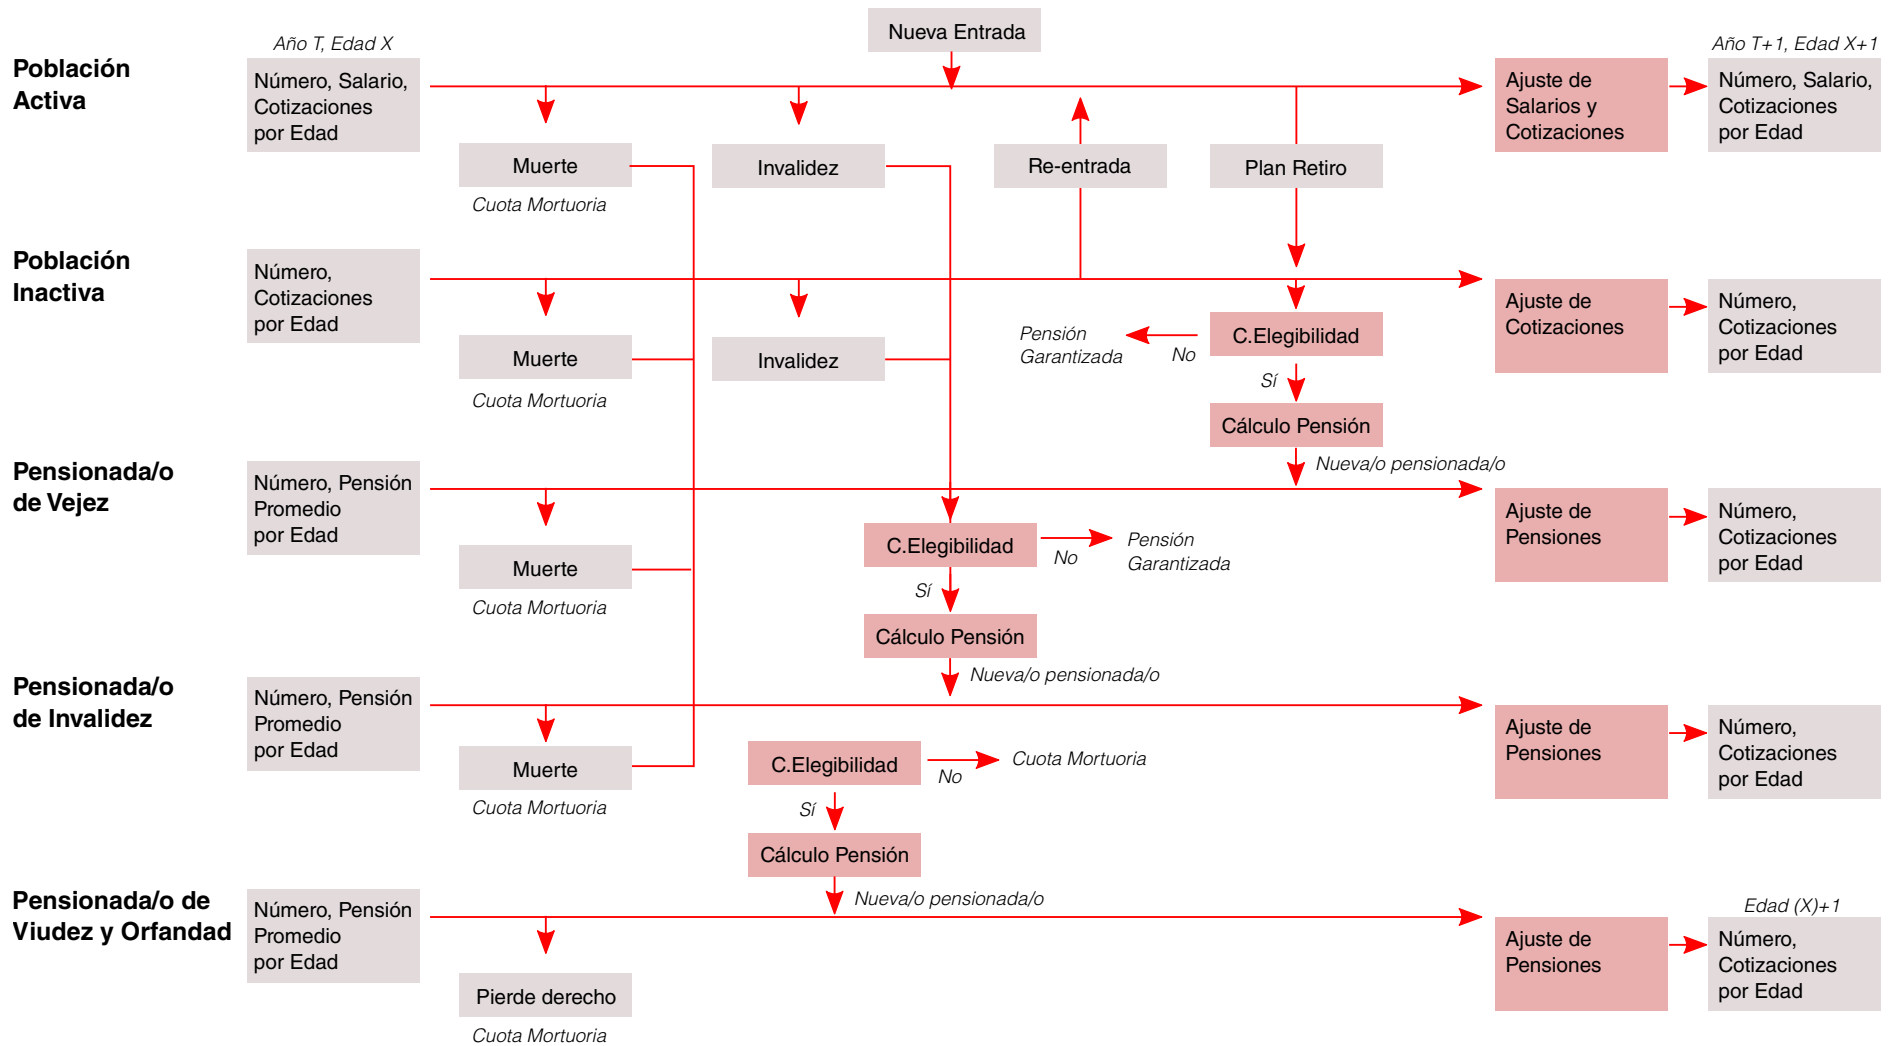 Nueva Entrada
Año T, Edad X
Año T+1, Edad X+1
Población
Activa
Número, Salario,
Cotizaciones
por Edad
Ajuste de
Salarios y
Cotizaciones
Número, Salario,
Cotizaciones
por Edad
Muerte
Cuota Mortuoria
Invalidez
Re-entrada
Plan Retiro
Población
Inactiva
Número,
Cotizaciones
por Edad
Ajuste de
Cotizaciones
Número,
Cotizaciones
por Edad
Muerte
Cuota Mortuoria
Invalidez
Pensión
Garantizada
No
C.Elegibilidad
Sí
Cálculo Pensión
Nueva/o pensionada/o
Pensionada/o
de Vejez
Número, Pensión
Promedio
por Edad
Ajuste de
Pensiones
Número,
Cotizaciones
por Edad
Muerte
Cuota Mortuoria
C.Elegibilidad
No
Pensión
Garantizada
Sí
Cálculo Pensión
Nueva/o pensionada/o
Pensionada/o
de Invalidez
Número, Pensión
Promedio
por Edad
Ajuste de
Pensiones
Número,
Cotizaciones
por Edad
Muerte
Cuota Mortuoria
C.Elegibilidad
No
Cuota Mortuoria
Sí
Cálculo Pensión
Nueva/o pensionada/o
Pensionada/o de
Viudez y Orfandad
Número, Pensión
Promedio
por Edad
Ajuste de
Pensiones
Edad (X)+1
Número,
Cotizaciones
por Edad
Pierde derecho
Cuota Mortuoria